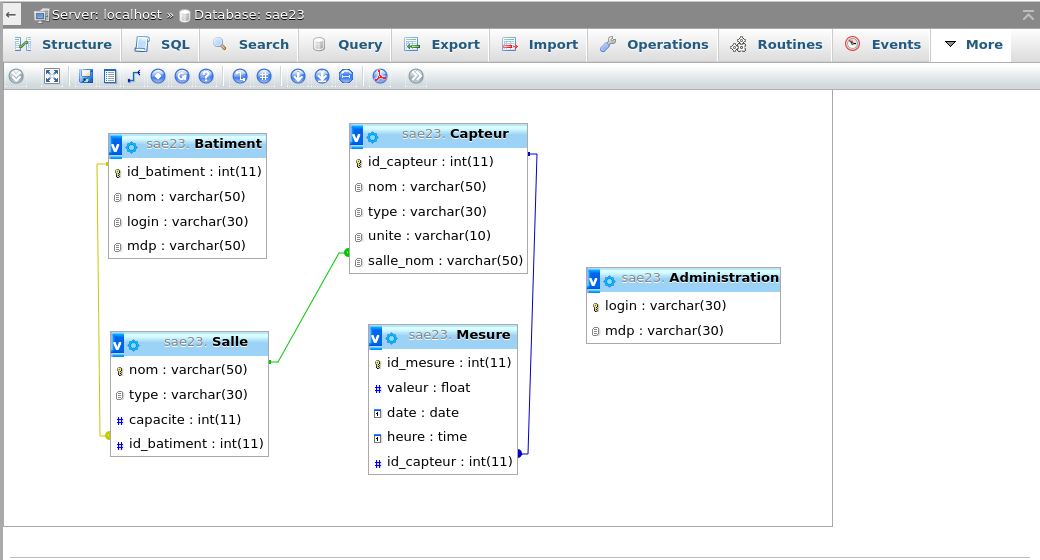 Server: localhost » Database: sae23
Structure SQL Search Query Export Import Operations Routines Events More
sae23. Batiment
id_batiment : int(11)
nom : varchar(50)
login : varchar(30)
mdp : varchar(50)
sae23. Capteur
id_capteur : int(11)
nom : varchar(50)
type : varchar(30)
unite : varchar(10)
salle_nom : varchar(50)
sae23. Administration
login : varchar(30)
mdp : varchar(30)
sae23. Salle
nom : varchar(50)
type : varchar(30)
capacite : int(11)
id_batiment : int(11)
sae23. Mesure
id_mesure : int(11)
valeur : float
date : date
heure : time
id_capteur : int(11)